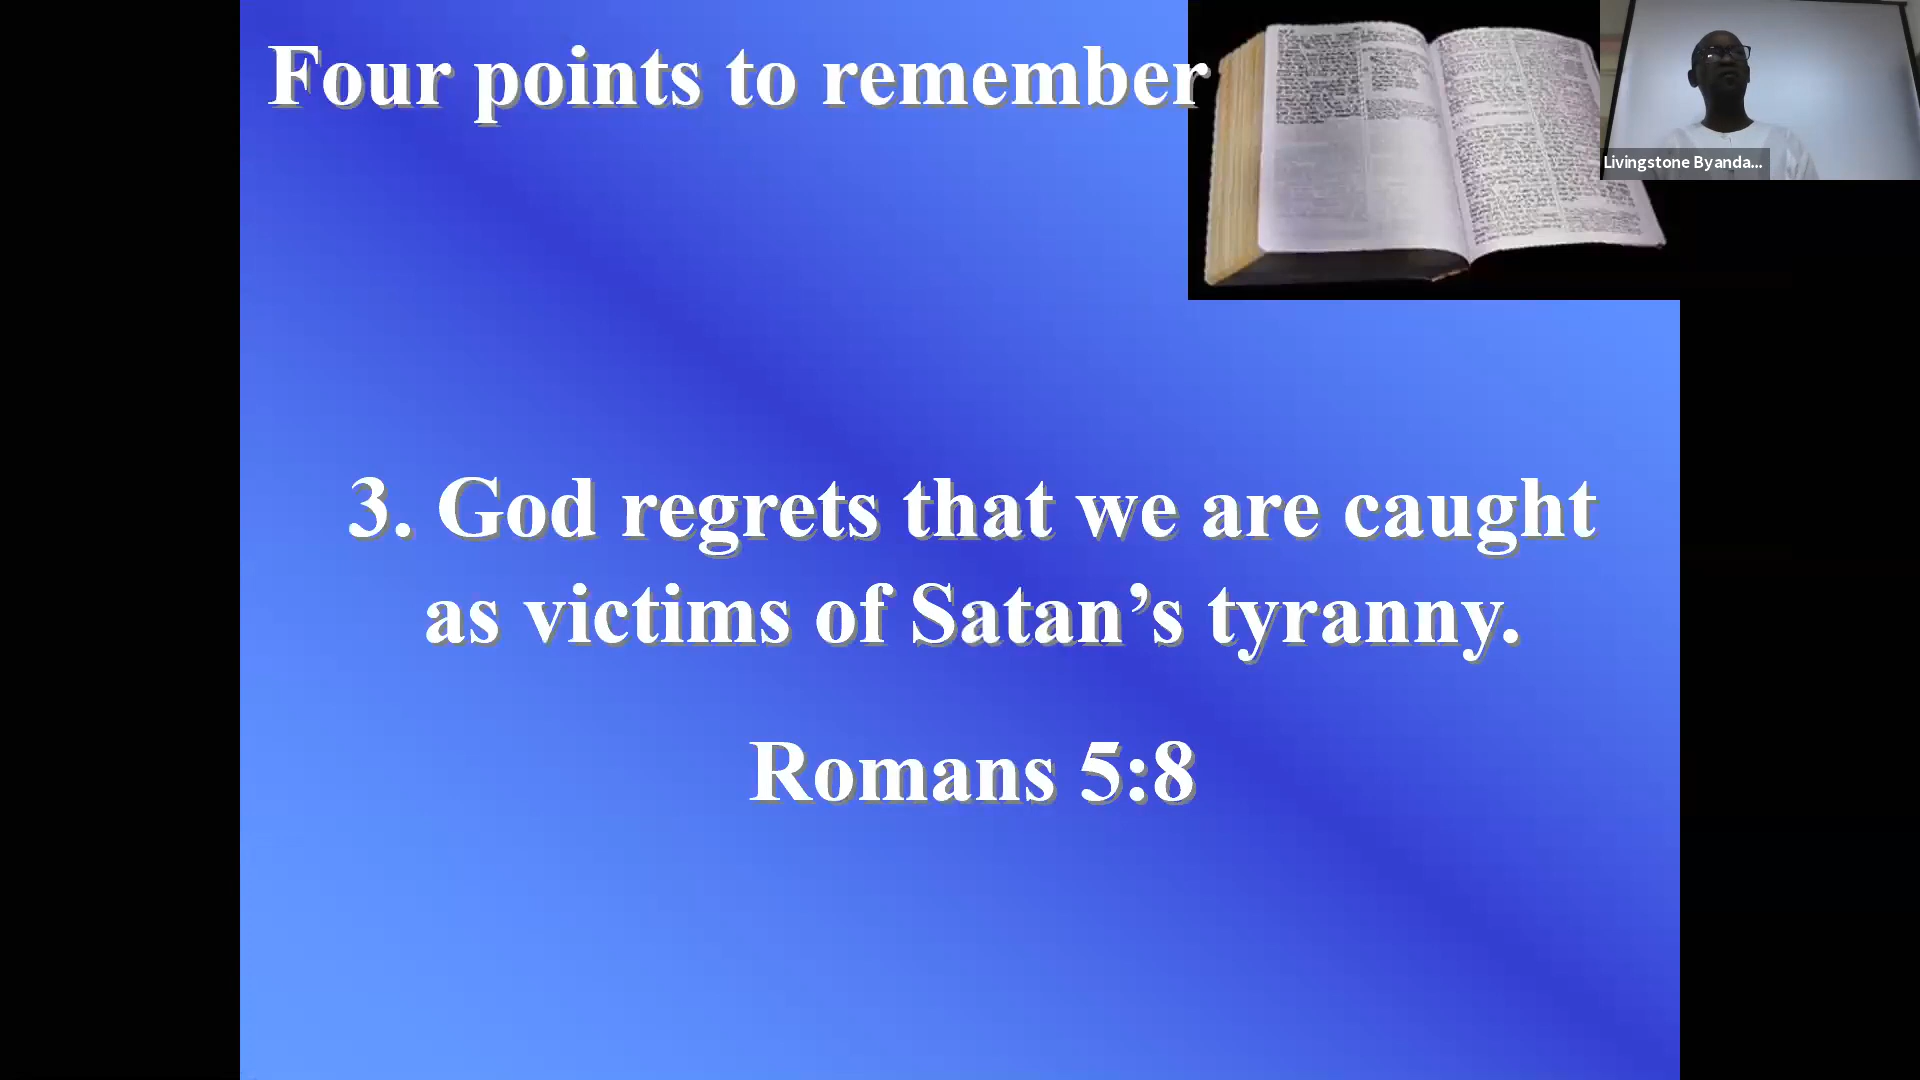 Four points to remember
Livingstone Byanda...
3. God regrets that we are caught
as victims of Satan’s tyranny.
Romans 5:8